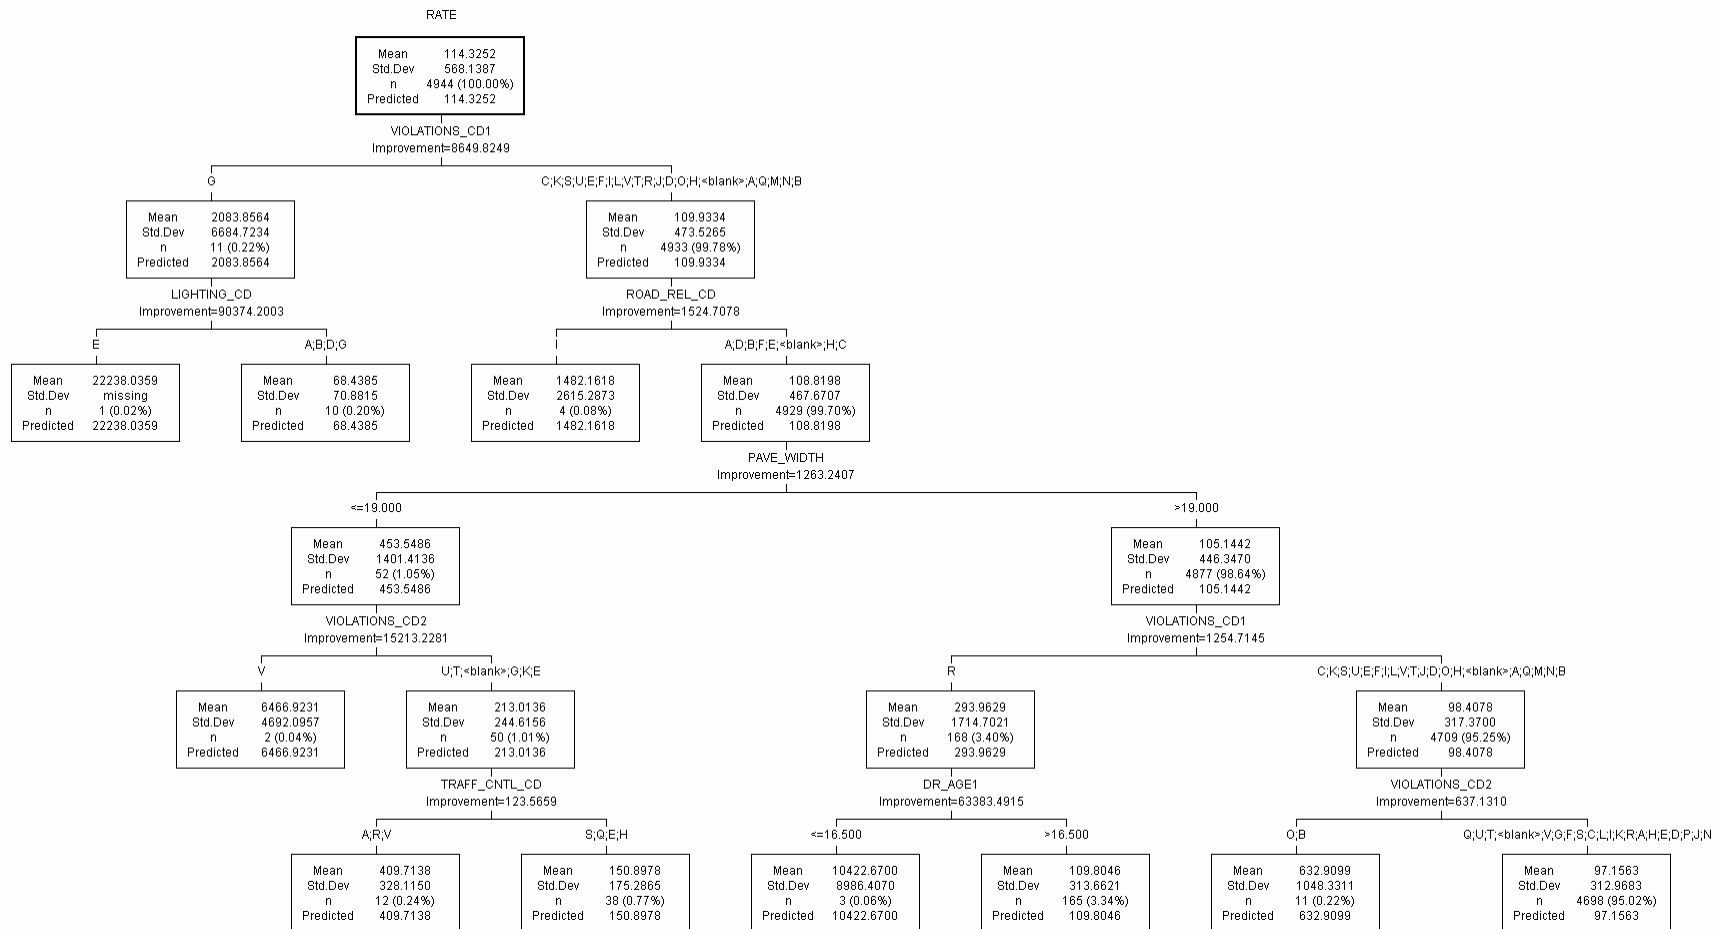 RATE
Mean 114.3252
Std.Dev 568.1387
n 4944 (100.00%)
Predicted 114.3252
VIOLATIONS_CD1
Improvement=8649.8249
G
C;K;S;U;E;F;I;L;V;T;R;J;D;O;H;<blank>;A;Q;M;N;B
Mean 2083.8564
Std.Dev 6684.7234
n 11 (0.22%)
Predicted 2083.8564
Mean 109.9334
Std.Dev 473.5265
n 4933 (99.78%)
Predicted 109.9334
LIGHTING_CD
Improvement=90374.2003
ROAD_REL_CD
Improvement=1524.7078
E
A;B;D;G
I
A;D;B;F;E;<blank>;H;C
Mean 22238.0359
Std.Dev missing
n 1 (0.02%)
Predicted 22238.0359
Mean 68.4385
Std.Dev 70.8815
n 10 (0.20%)
Predicted 68.4385
Mean 1482.1618
Std.Dev 2615.2873
n 4 (0.08%)
Predicted 1482.1618
Mean 108.8198
Std.Dev 467.6707
n 4929 (99.70%)
Predicted 108.8198
PAVE_WIDTH
Improvement=1263.2407
<=19.000
>19.000
Mean 453.5486
Std.Dev 1401.4136
n 52 (1.05%)
Predicted 453.5486
Mean 105.1442
Std.Dev 446.3470
n 4877 (98.64%)
Predicted 105.1442
VIOLATIONS_CD2
Improvement=15213.2281
VIOLATIONS_CD1
Improvement=1254.7145
V
U;T;<blank>;G;K;E
R
C;K;S;U;E;F;I;L;V;T;J;D;O;H;<blank>;A;Q;M;N;B
Mean 6466.9231
Std.Dev 4692.0957
n 2 (0.04%)
Predicted 6466.9231
Mean 213.0136
Std.Dev 244.6156
n 50 (1.01%)
Predicted 213.0136
Mean 293.9629
Std.Dev 1714.7021
n 168 (3.40%)
Predicted 293.9629
Mean 98.4078
Std.Dev 317.3700
n 4709 (95.25%)
Predicted 98.4078
TRAFF_CNTL_CD
Improvement=123.5659
DR_AGE1
Improvement=63383.4915
VIOLATIONS_CD2
Improvement=637.1310
A;R;V
S;Q;E;H
<=16.500
>16.500
O;B
Q;U;T;<blank>;V;G;F;S;C;L;I;K;R;A;H;E;D;P;J;N
Mean 409.7138
Std.Dev 328.1150
n 12 (0.24%)
Predicted 409.7138
Mean 150.8978
Std.Dev 175.2865
n 38 (0.77%)
Predicted 150.8978
Mean 10422.6700
Std.Dev 8986.4070
n 3 (0.06%)
Predicted 10422.6700
Mean 109.8046
Std.Dev 313.6621
n 165 (3.34%)
Predicted 109.8046
Mean 632.9099
Std.Dev 1048.3311
n 11 (0.22%)
Predicted 632.9099
Mean 97.1563
Std.Dev 312.9683
n 4698 (95.02%)
Predicted 97.1563